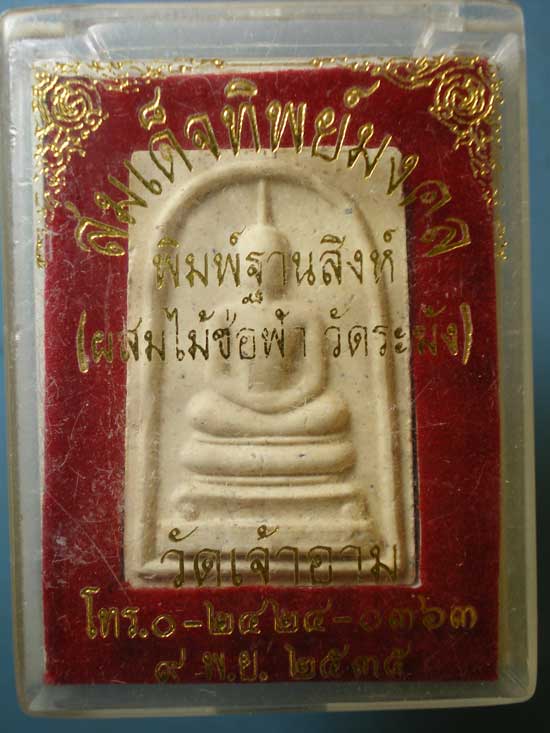 สมเด็จทิพย์มงคล
พิมพ์ฐานสิงห์
(ผสมไม้ช่อฟ้า วัดระฆัง)
วัดเจ้าอาม
โทร.๐-๒๔๒๔-๐๓๖๓
๙ พ.ย. ๒๕๓๕